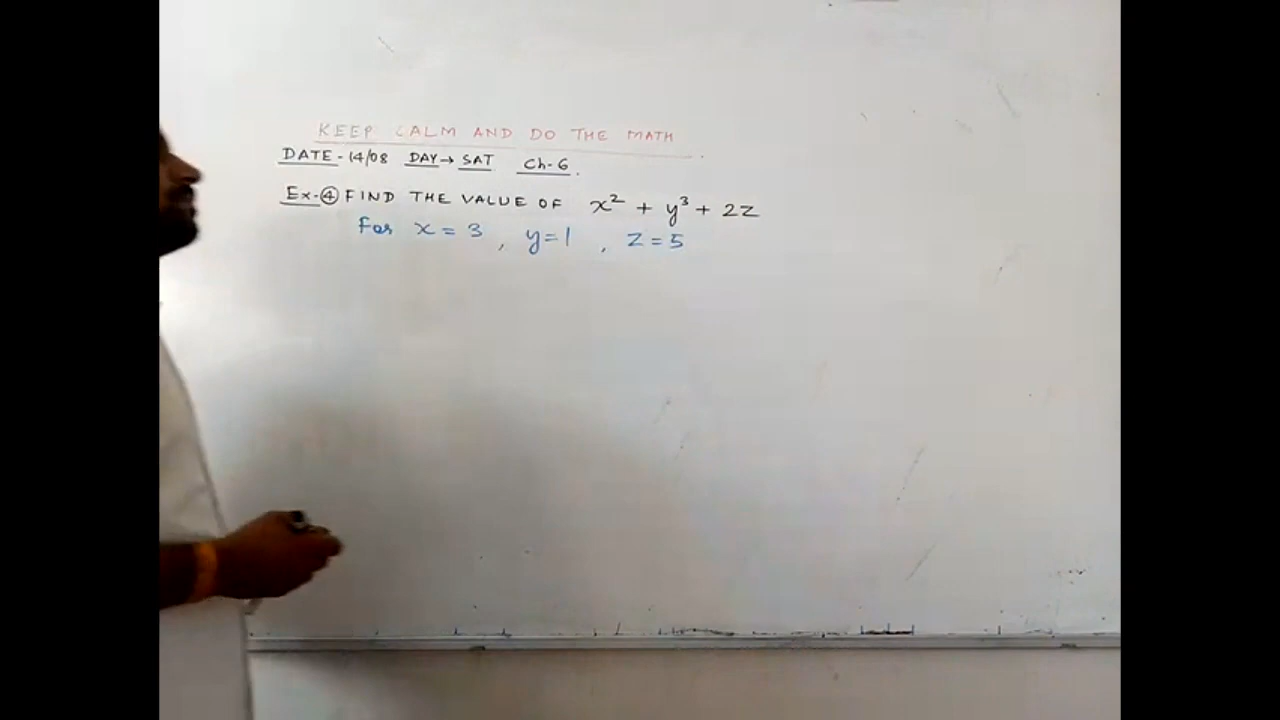 KEEP CALM AND DO THE MATH
DATE-14/08 DAY→SAT Ch-6.
Ex-④ FIND THE VALUE OF x² + y³ + 2z
For x = 3, y=1, z=5